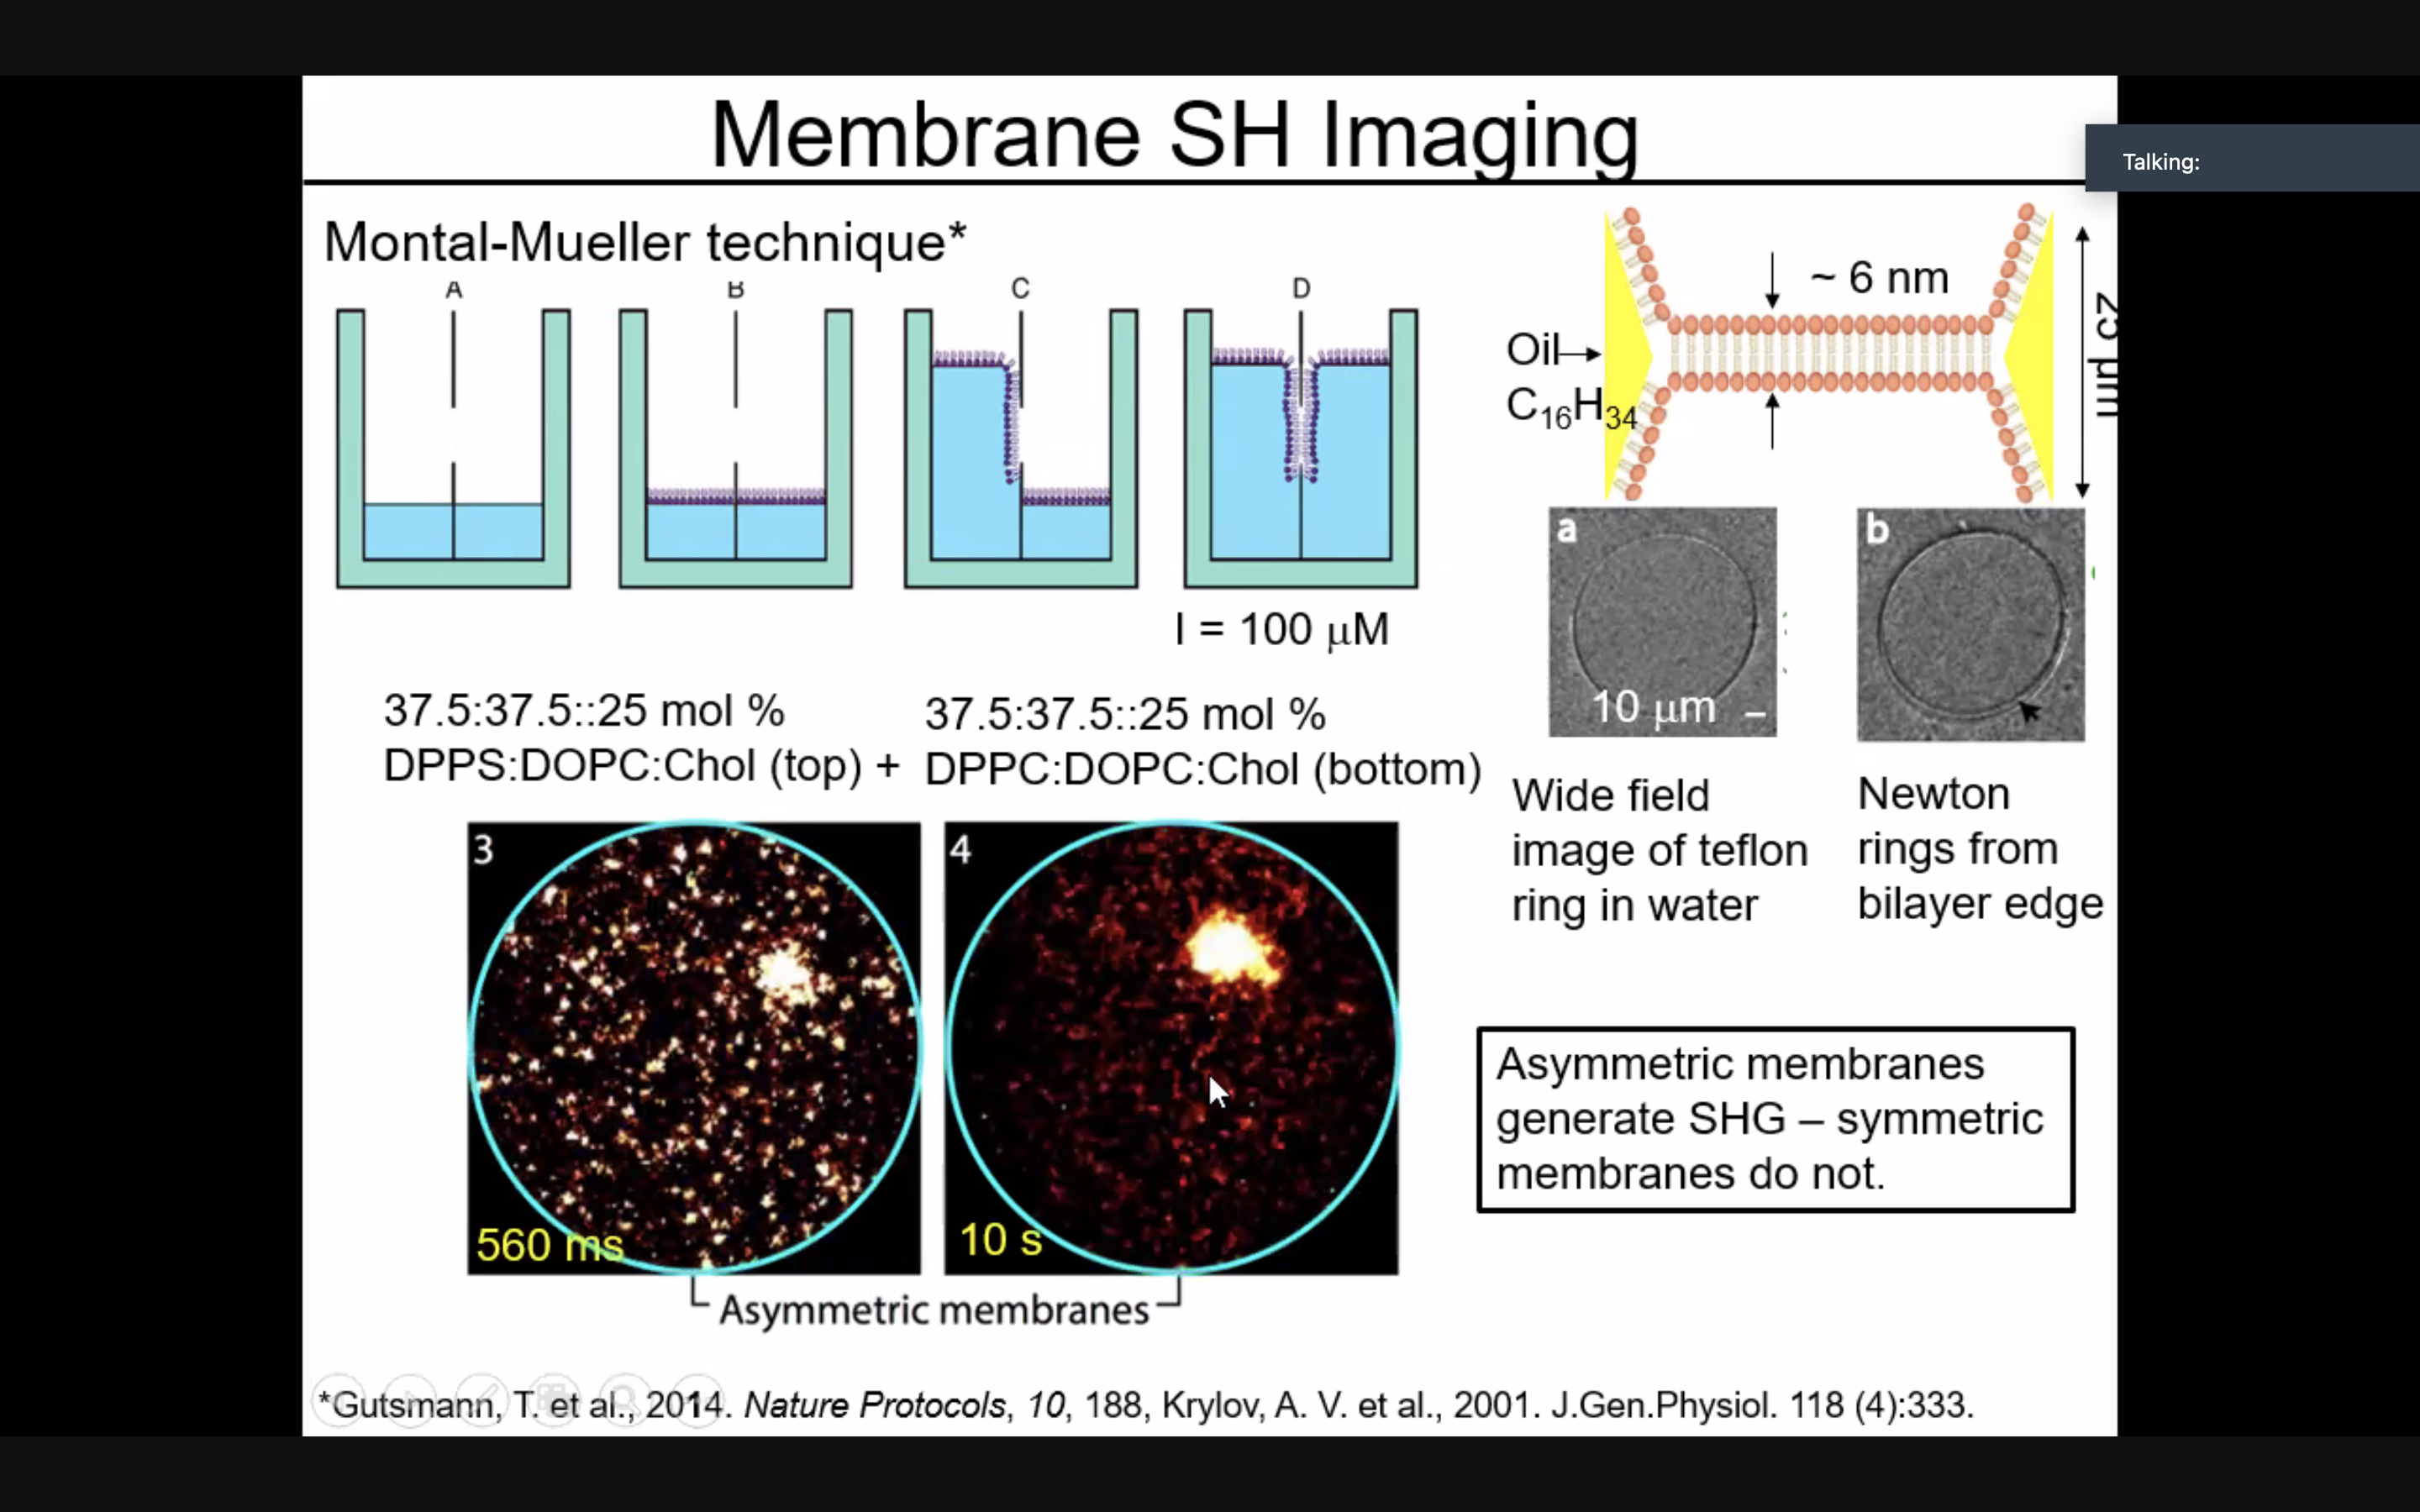 Membrane SH Imaging
Talking:
Montal-Mueller technique*
A
B
C
D
I = 100 μM
~ 6 nm
Oil
C16H34
25 μm
a
10 μm
b
Wide field
image of teflon
ring in water
Newton
rings from
bilayer edge
37.5:37.5::25 mol %
DPPS:DOPC:Chol (top) +
37.5:37.5::25 mol %
DPPC:DOPC:Chol (bottom)
3
560 ms
4
10 s
Asymmetric membranes
Asymmetric membranes
generate SHG – symmetric
membranes do not.
*Gutsmann, T. et al., 2014. Nature Protocols, 10, 188, Krylov, A. V. et al., 2001. J.Gen.Physiol. 118 (4):333.